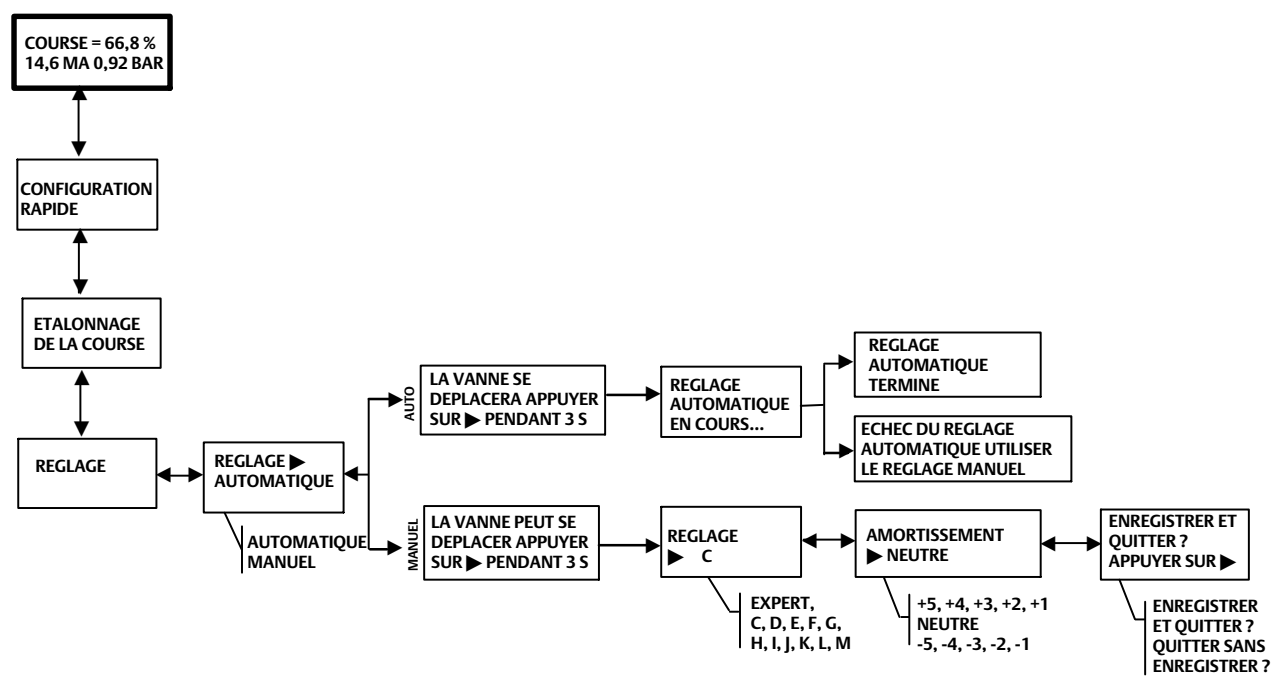 COURSE = 66,8 %
14,6 MA 0,92 BAR
CONFIGURATION
RAPIDE
ETALONNAGE
DE LA COURSE
REGLAGE
REGLAGE ▶
AUTOMATIQUE
AUTOMATIQUE
MANUEL
AUTO
LA VANNE SE
DEPLACERA APPUYER
SUR ▶ PENDANT 3 S
REGLAGE
AUTOMATIQUE
EN COURS...
REGLAGE
AUTOMATIQUE
TERMINE
ECHEC DU REGLAGE
AUTOMATIQUE UTILISER
LE REGLAGE MANUEL
MANUEL
LA VANNE PEUT SE
DEPLACER APPUYER
SUR ▶ PENDANT 3 S
REGLAGE
▶ C
EXPERT,
C, D, E, F, G,
H, I, J, K, L, M
AMORTISSEMENT
▶ NEUTRE
+5, +4, +3, +2, +1
NEUTRE
-5, -4, -3, -2, -1
ENREGISTRER ET
QUITTER ?
APPUYER SUR ▶
ENREGISTRER
ET QUITTER ?
QUITTER SANS
ENREGISTRER ?